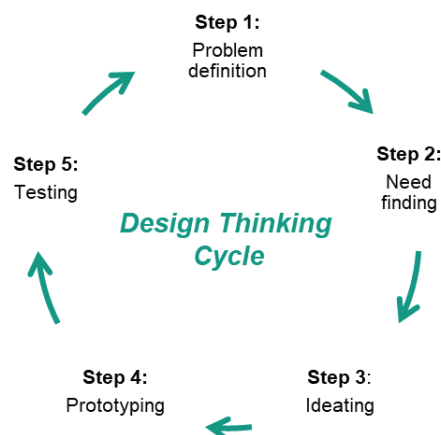 Step 1:
Problem
definition
Step 2:
Need
finding
Step 3:
Ideating
Step 4:
Prototyping
Step 5:
Testing
Design Thinking
Cycle